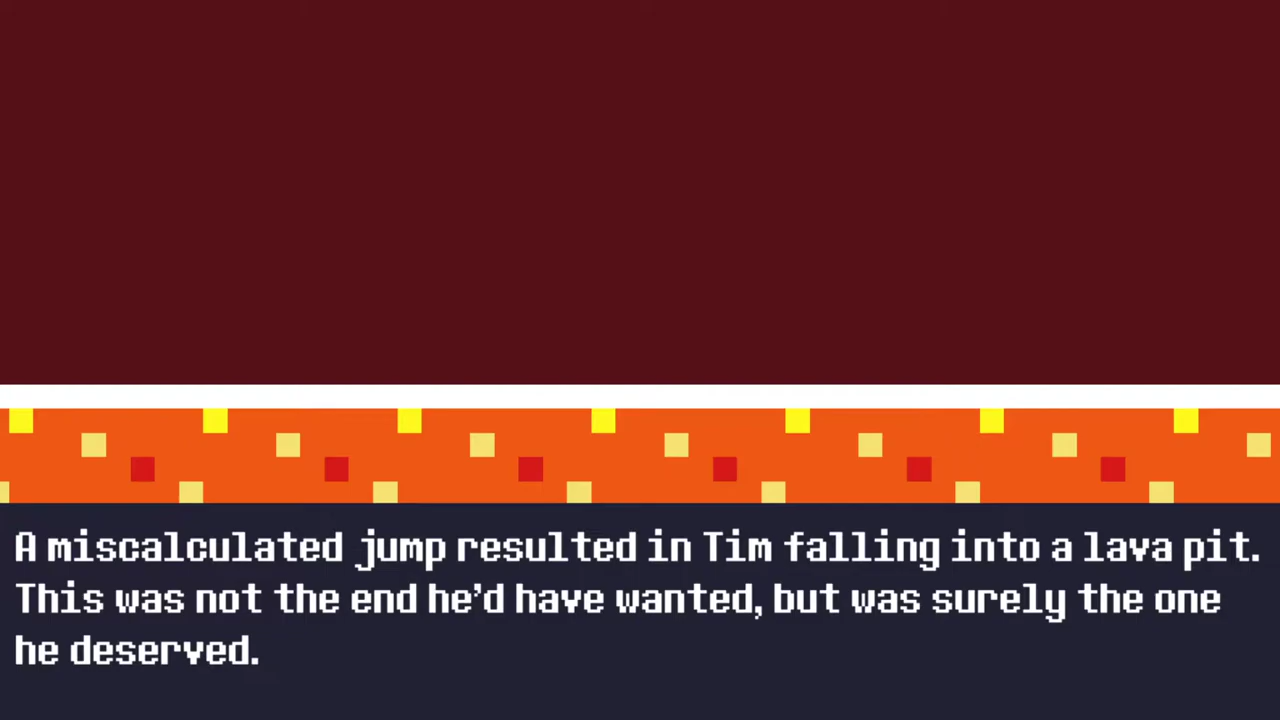 A miscalculated jump resulted in Tim falling into a lava pit.
This was not the end he'd have wanted, but was surely the one
he deserved.